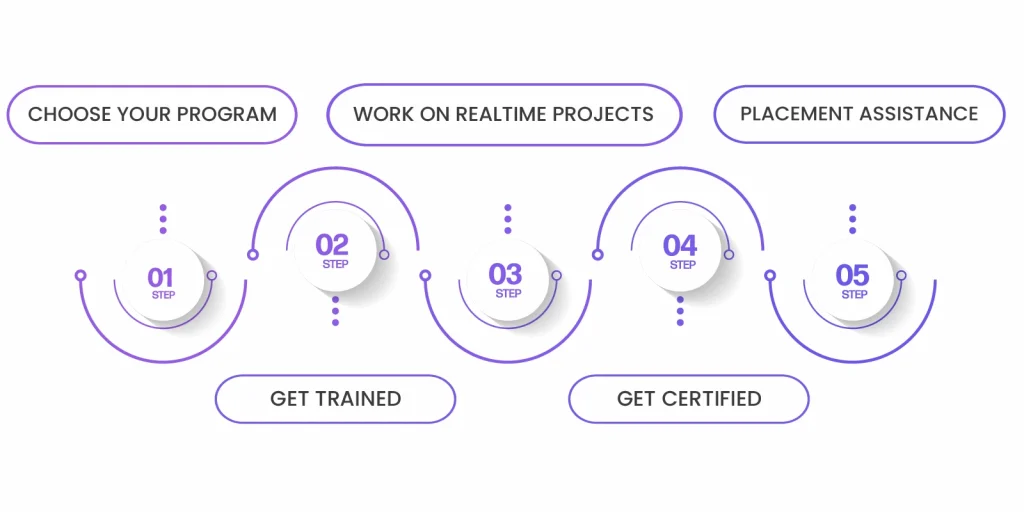 CHOOSE YOUR PROGRAM
WORK ON REALTIME PROJECTS
PLACEMENT ASSISTANCE
01
STEP
02
STEP
03
STEP
04
STEP
05
STEP
GET TRAINED
GET CERTIFIED